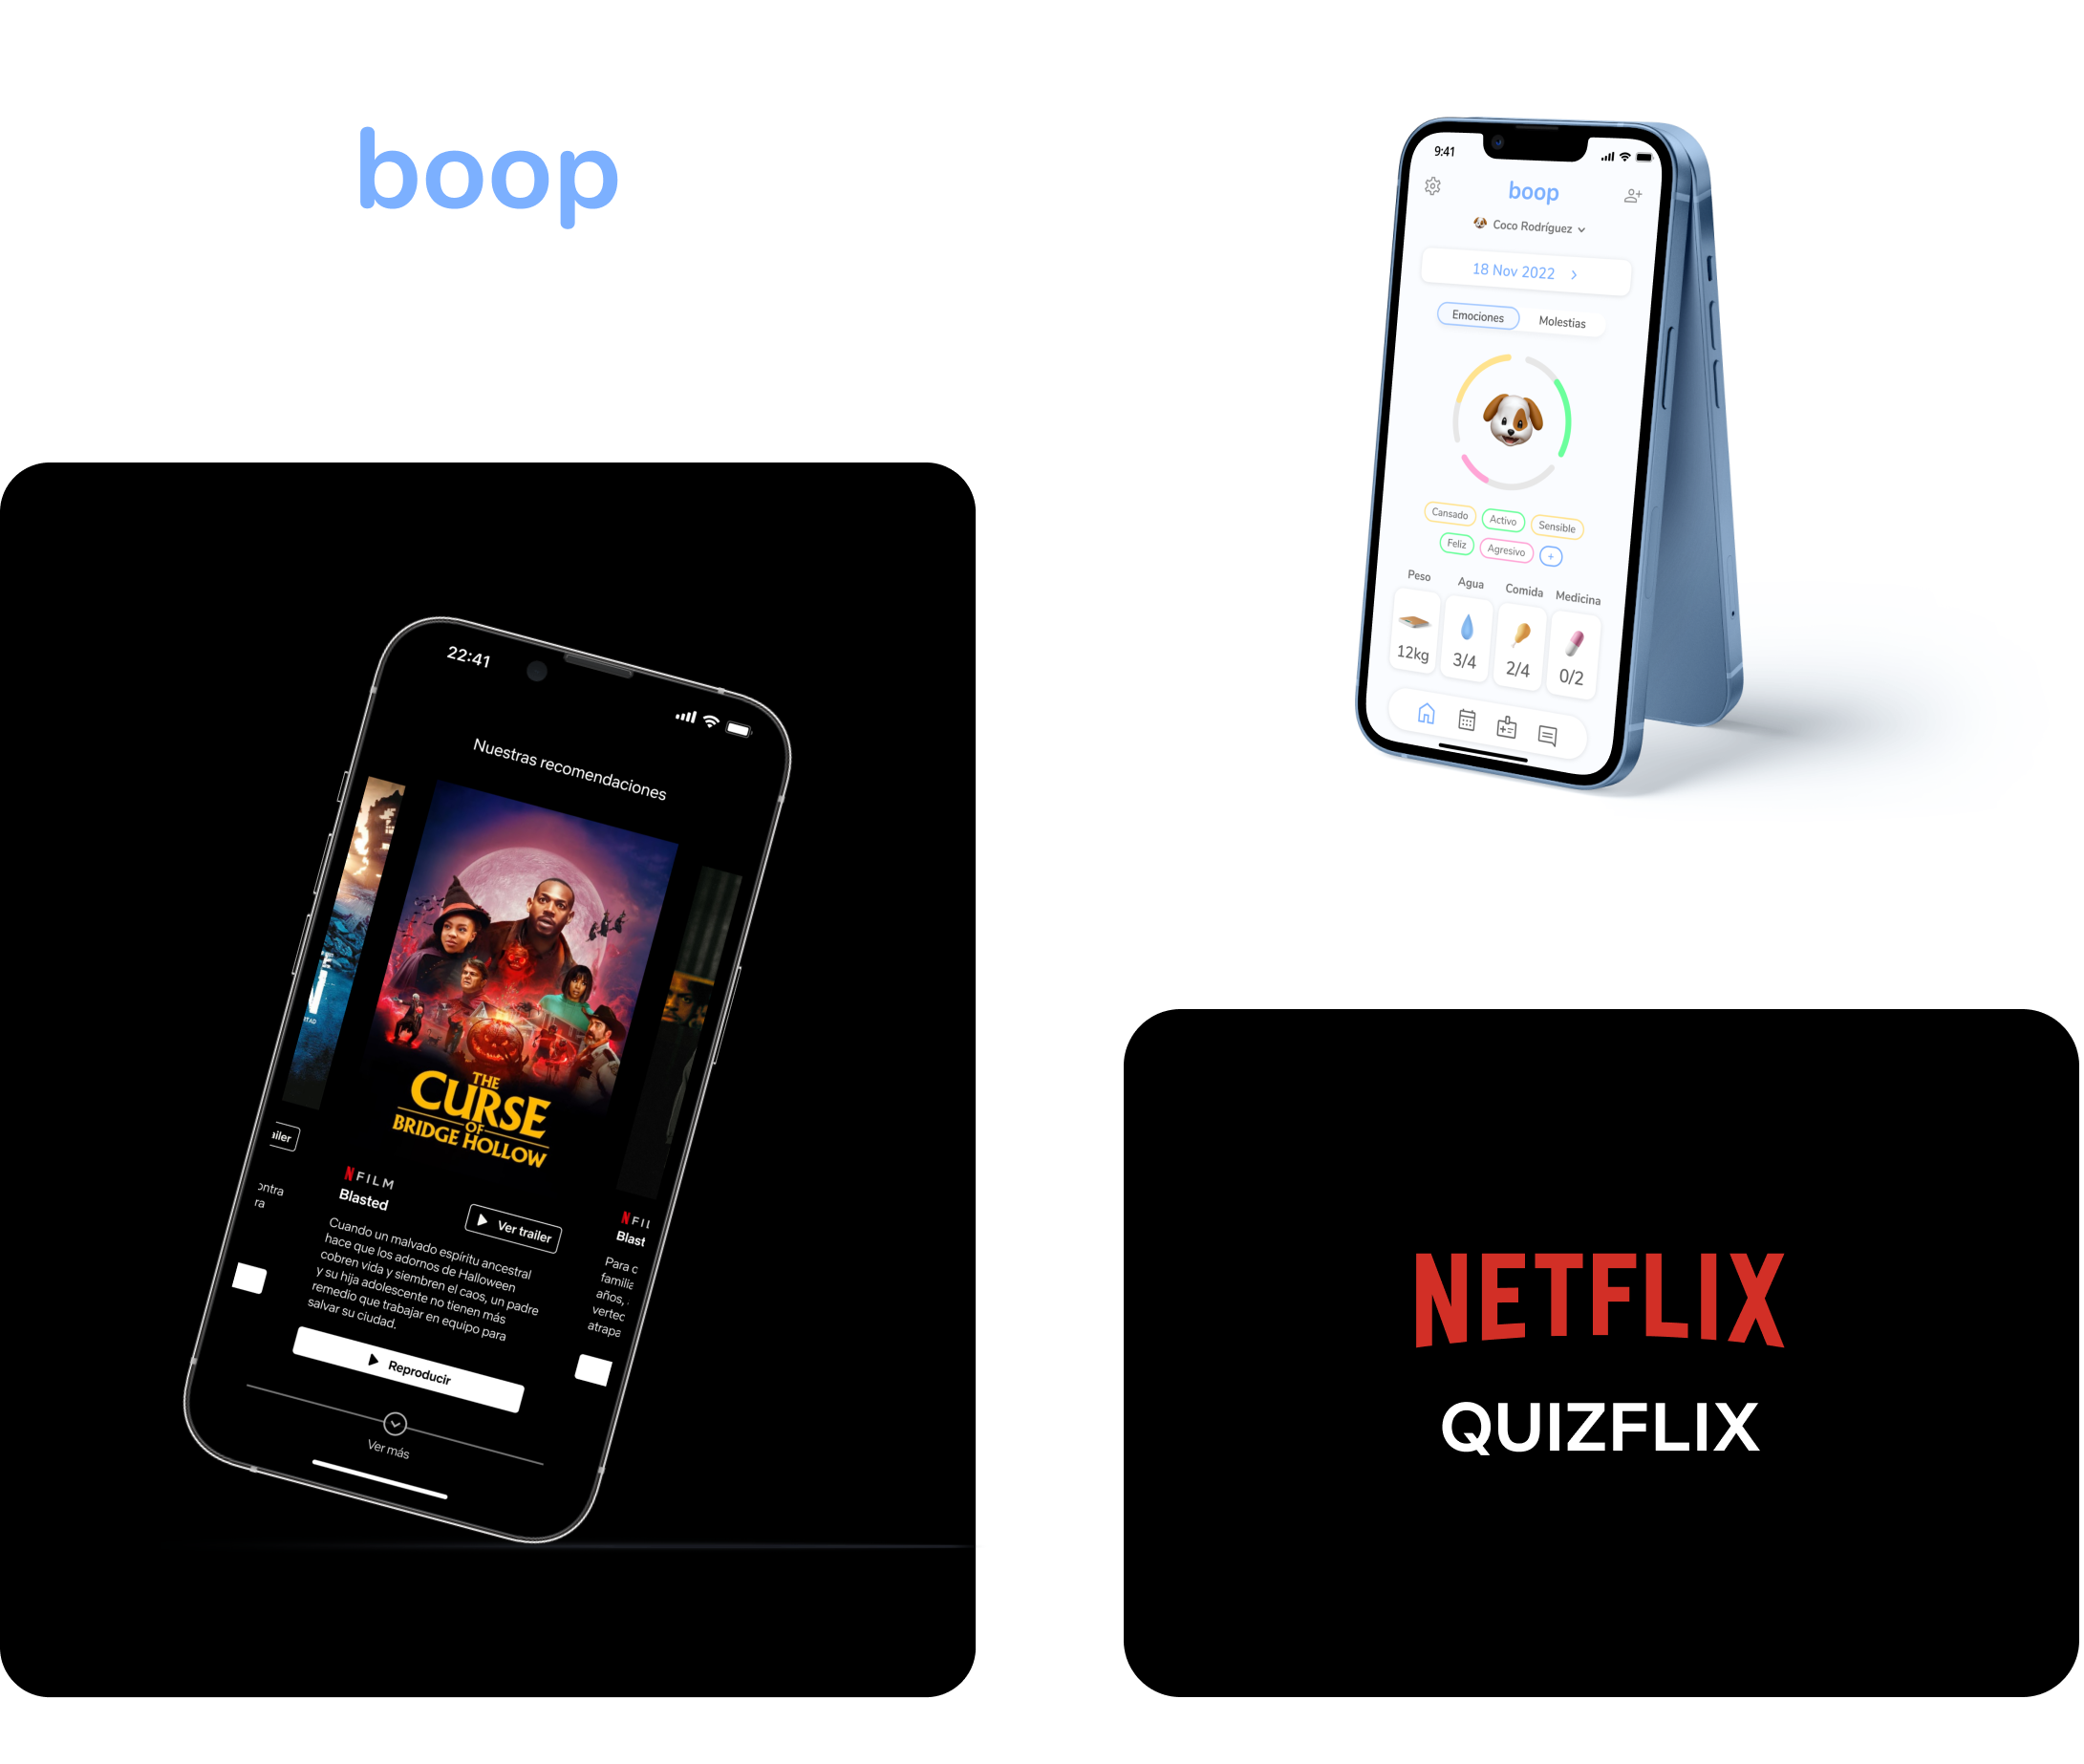 boop
9:41
boop
Coco Rodríguez
18 Nov 2022
Emociones Molestias
Cansado Activo Sensible
Feliz Agresivo +
Peso Agua Comida Medicina
12kg 3/4 2/4 0/2
22:41
Nuestras recomendaciones
THE
CURSE
OF
BRIDGE HOLLOW
N FILM
Blasted
Ver trailer
Cuando un malvado espíritu ancestral
hace que los adornos de Halloween
cobren vida y siembren el caos, un padre
y su hija adolescente no tienen más
remedio que trabajar en equipo para
salvar su ciudad.
Reproducir
Ver más
ailer
ontra
ra
N FIL
Blast
Para c
familia
años,
vertec
atrapa
NETFLIX
QUIZFLIX